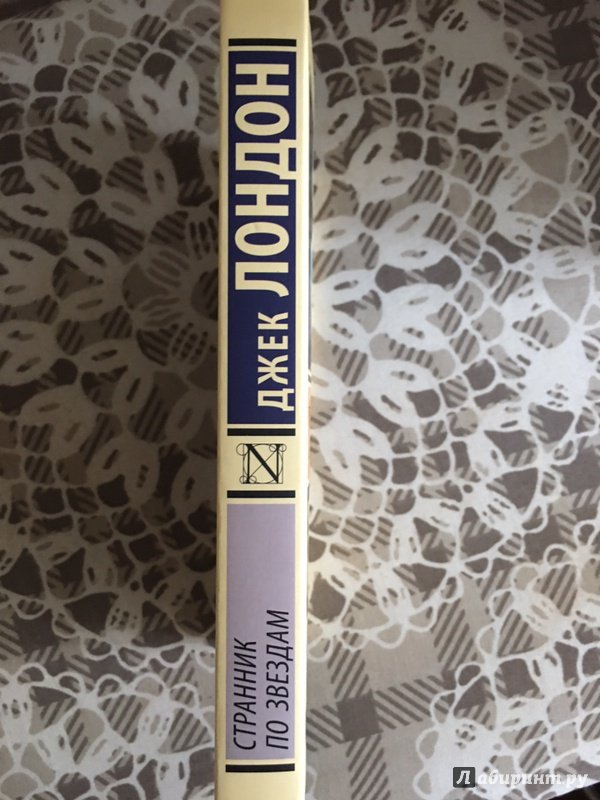 ДЖЕК ЛОНДОН
N
СТРАННИК
ПО ЗВЕЗДАМ
Лабиринт.ру